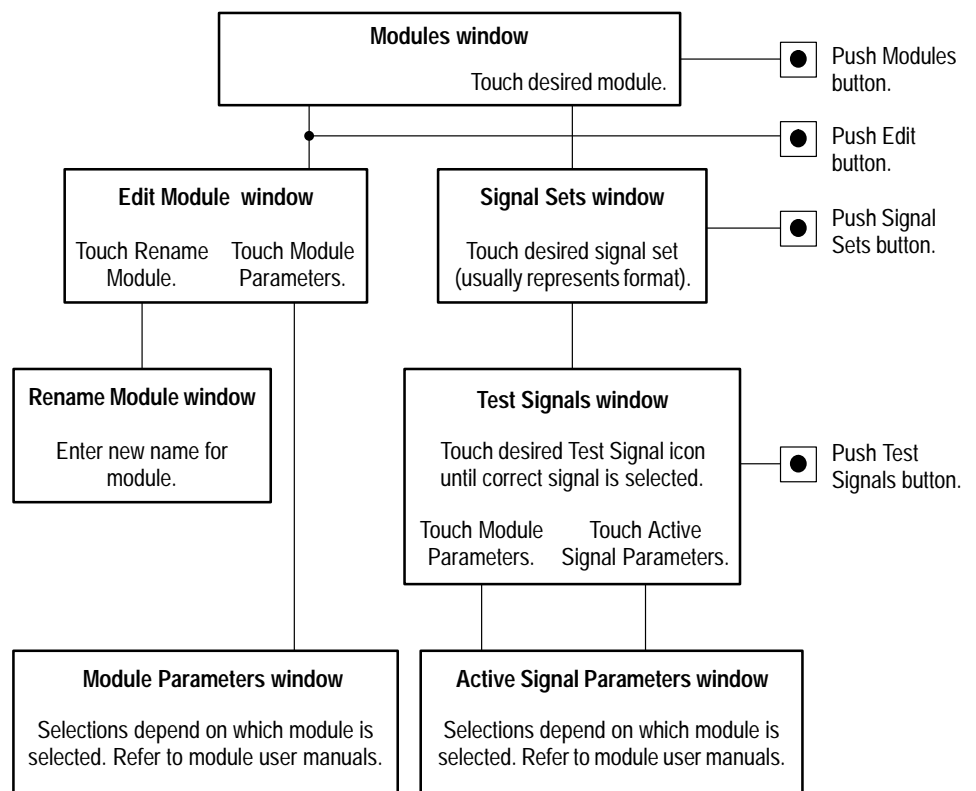 Modules window
Touch desired module.
Push Modules
button.
Push Edit
button.
Edit Module window
Touch Rename
Module.
Touch Module
Parameters.
Signal Sets window
Touch desired signal set
(usually represents format).
Push Signal
Sets button.
Rename Module window
Enter new name for
module.
Test Signals window
Touch desired Test Signal icon
until correct signal is selected.
Touch Module
Parameters.
Touch Active
Signal Parameters.
Push Test
Signals button.
Module Parameters window
Selections depend on which module is
selected. Refer to module user manuals.
Active Signal Parameters window
Selections depend on which module is
selected. Refer to module user manuals.